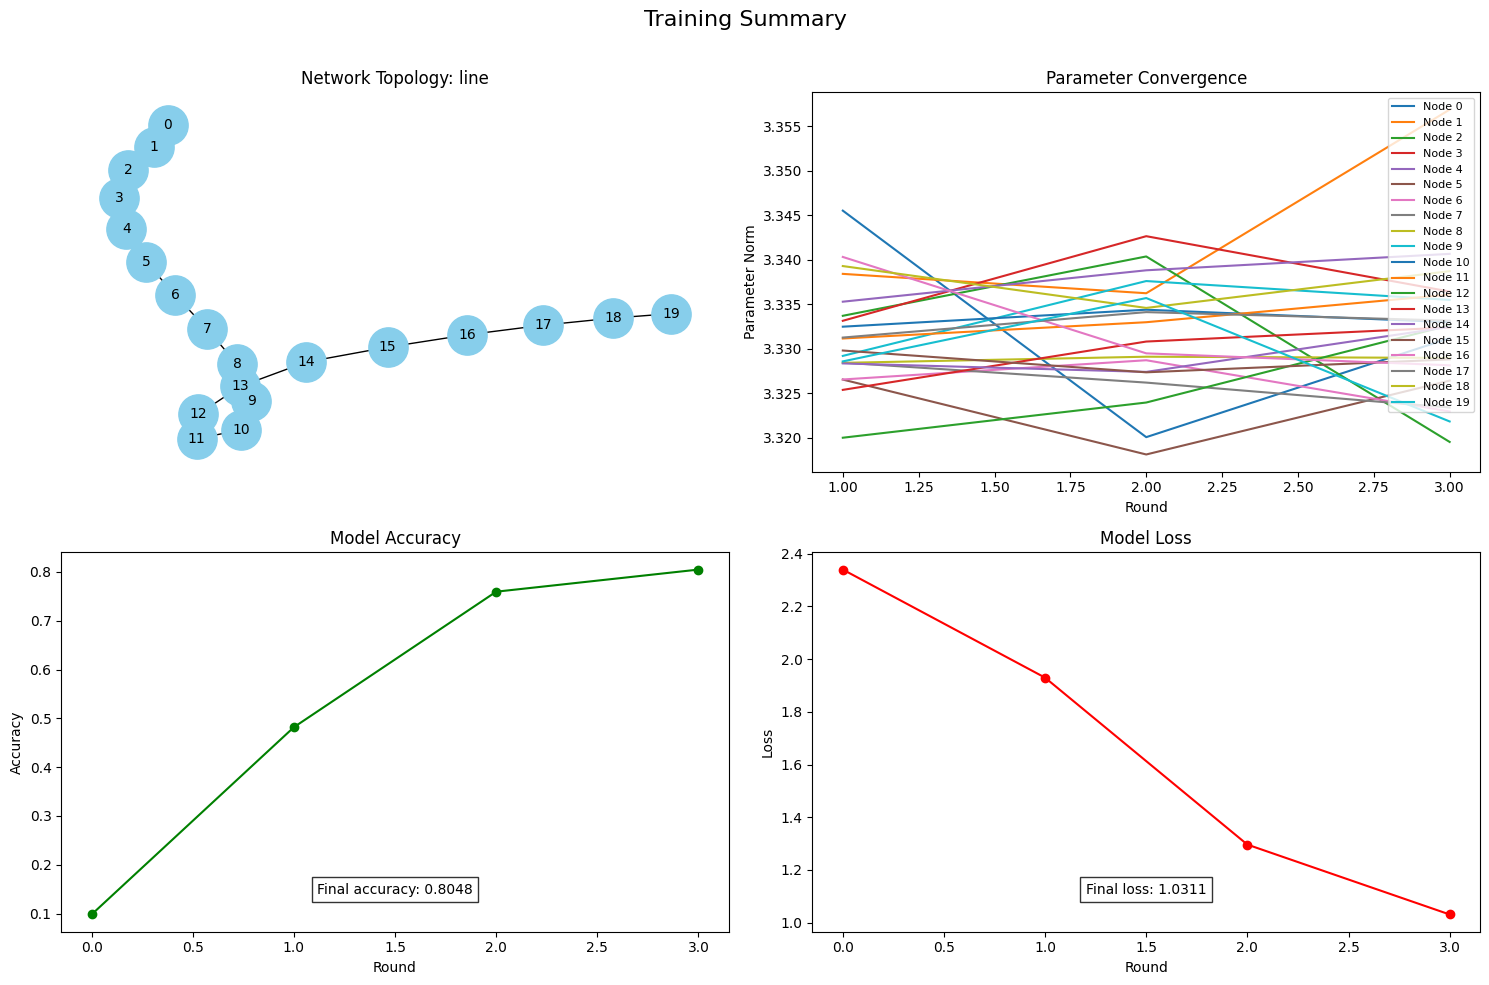 Training Summary
Network Topology: line
0
1
2
3
4
5
6
7
8
13
9
12
10
11
14
15
16
17
18
19
Parameter Convergence
Parameter Norm
3.355
3.350
3.345
3.340
3.335
3.330
3.325
3.320
1.00 1.25 1.50 1.75 2.00 2.25 2.50 2.75 3.00
Round
Node 0
Node 1
Node 2
Node 3
Node 4
Node 5
Node 6
Node 7
Node 8
Node 9
Node 10
Node 11
Node 12
Node 13
Node 14
Node 15
Node 16
Node 17
Node 18
Node 19
Model Accuracy
Accuracy
0.8
0.7
0.6
0.5
0.4
0.3
0.2
0.1
Final accuracy: 0.8048
0.0 0.5 1.0 1.5 2.0 2.5 3.0
Round
Model Loss
Loss
2.4
2.2
2.0
1.8
1.6
1.4
1.2
1.0
Final loss: 1.0311
0.0 0.5 1.0 1.5 2.0 2.5 3.0
Round